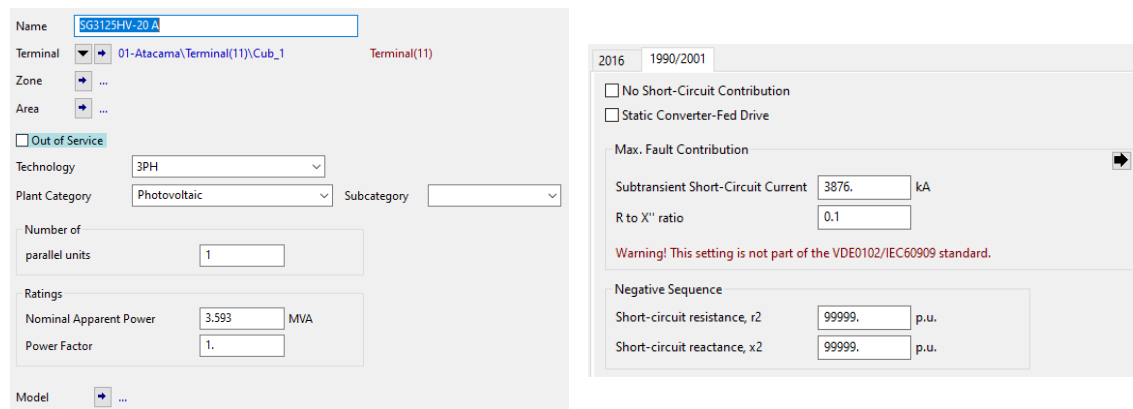 Name SG3125HV-20 A
Terminal 01-Atacama\Terminal(11)\Cub_1 Terminal(11)
Zone ...
Area ...
Out of Service
Technology 3PH
Plant Category Photovoltaic Subcategory
Number of
parallel units 1
Ratings
Nominal Apparent Power 3.593 MVA
Power Factor 1.
Model ...
2016 1990/2001
No Short-Circuit Contribution
Static Converter-Fed Drive
Max. Fault Contribution
Subtransient Short-Circuit Current 3876. kA
R to X'' ratio 0.1
Warning! This setting is not part of the VDE0102/IEC60909 standard.
Negative Sequence
Short-circuit resistance, r2 99999. p.u.
Short-circuit reactance, x2 99999. p.u.